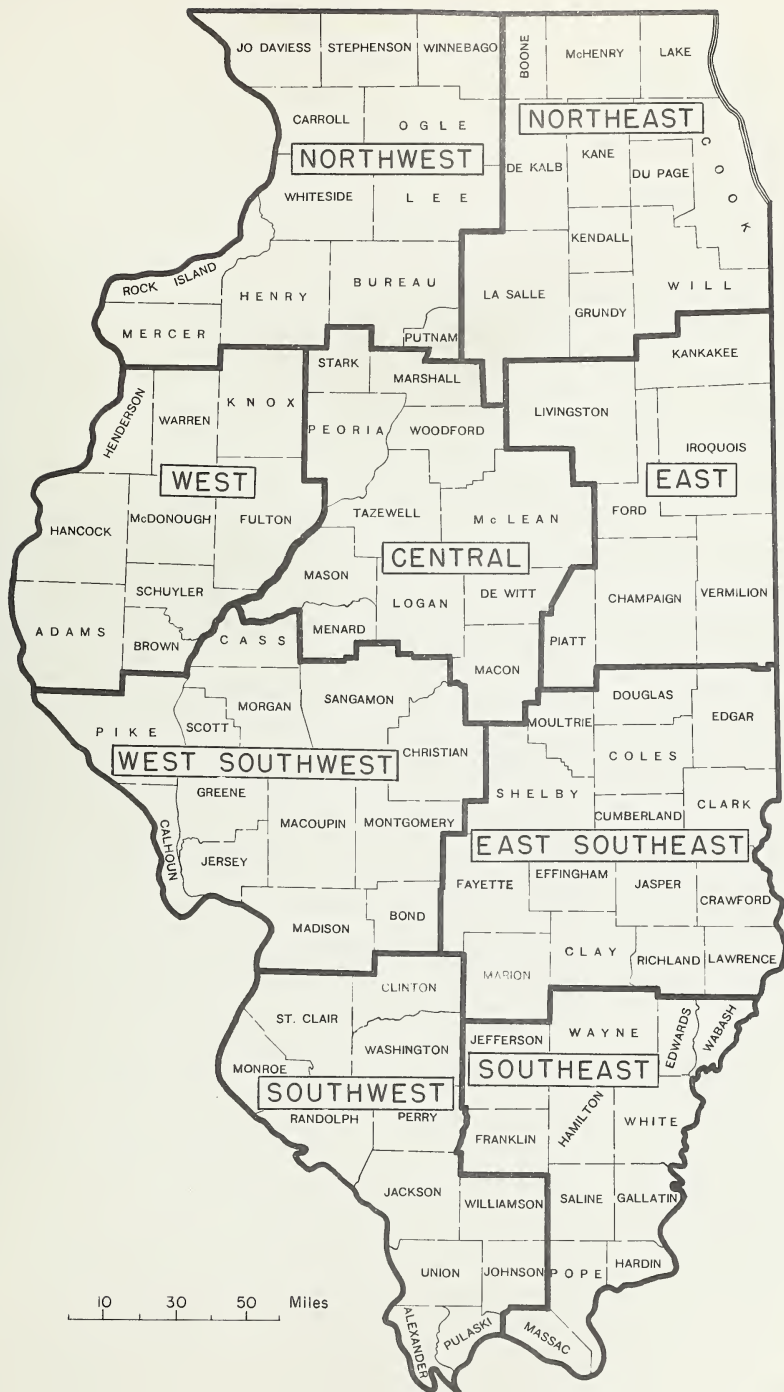 JO DAVIESS STEPHENSON WINNEBAGO BOONE McHENRY LAKE
CARROLL OGLE NORTHEAST
NORTHWEST DE KALB KANE DU PAGE COOK
WHITESIDE LEE
KENDALL
ROCK ISLAND HENRY BUREAU LA SALLE GRUNDY WILL
MERCER PUTNAM
STARK MARSHALL KANKAKEE
HENDERSON WARREN KNOX PEORIA WOODFORD LIVINGSTON IROQUOIS
WEST EAST
HANCOCK McDONOUGH FULTON TAZEWELL McLEAN FORD
CENTRAL
SCHUYLER MASON LOGAN DE WITT CHAMPAIGN VERMILION
ADAMS BROWN CASS MENARD MACON PIATT
PIKE SCOTT MORGAN SANGAMON MOULTRIE DOUGLAS EDGAR
WEST SOUTHWEST CHRISTIAN COLES
GREENE SHELBY CUMBERLAND CLARK
CALHOUN JERSEY MACOUPIN MONTGOMERY EAST SOUTHEAST
FAYETTE EFFINGHAM JASPER CRAWFORD
MADISON BOND
MARION CLAY RICHLAND LAWRENCE
CLINTON
ST. CLAIR JEFFERSON WAYNE EDWARDS WABASH
MONROE WASHINGTON SOUTHEAST
SOUTHWEST
RANDOLPH PERRY FRANKLIN HAMILTON WHITE
JACKSON WILLIAMSON SALINE GALLATIN
UNION JOHNSON POPE HARDIN
10 30 50 Miles
ALEXANDER PULASKI MASSAC